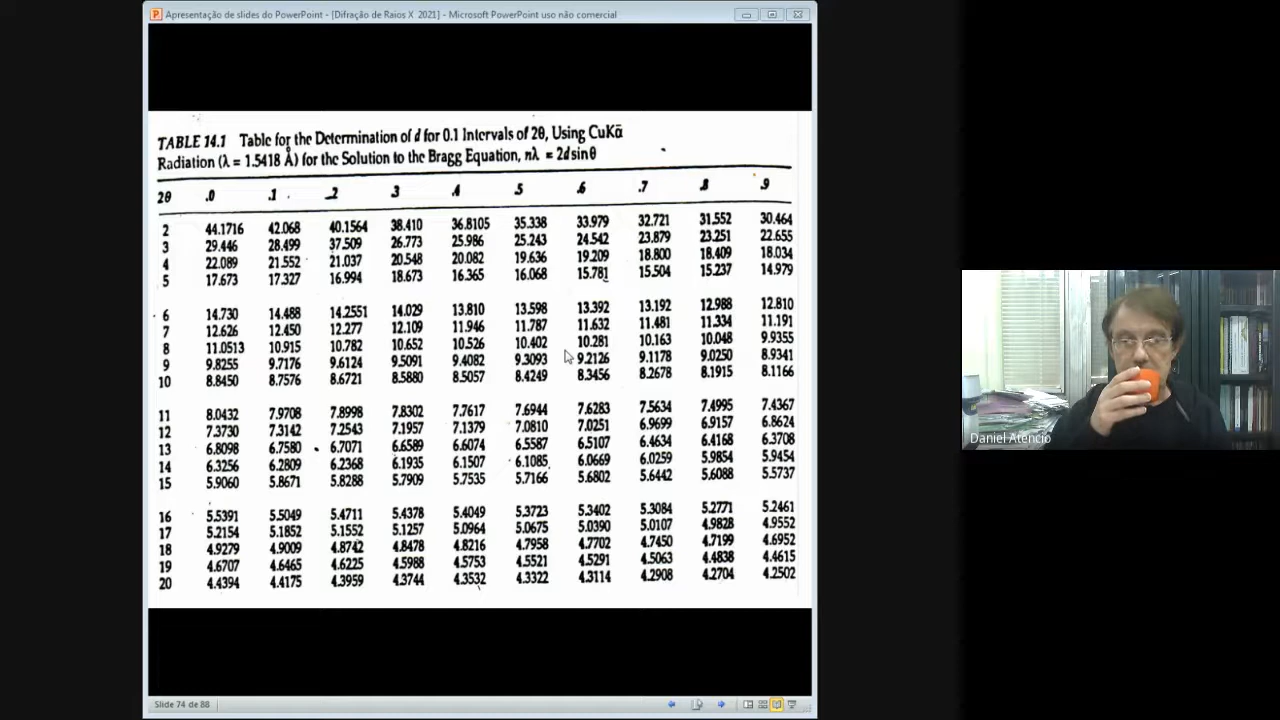 Apresentação de slides do PowerPoint - [Difração de Raios X 2021] - Microsoft PowerPoint uso não comercial
TABLE 14.1 Table for the Determination of d for 0.1 Intervals of 2θ, Using CuKᾱ
Radiation (λ = 1.5418 Å) for the Solution to the Bragg Equation, nλ = 2d sin θ
2θ .0 .1 .2 .3 .4 .5 .6 .7 .8 .9
2 44.1716 42.068 40.1564 38.410 36.8105 35.338 33.979 32.721 31.552 30.464
3 29.446 28.499 37.509 26.773 25.986 25.243 24.542 23.879 23.251 22.655
4 22.089 21.552 21.037 20.548 20.082 19.636 19.209 18.800 18.409 18.034
5 17.673 17.327 16.994 18.673 16.365 16.068 15.781 15.504 15.237 14.979
6 14.730 14.488 14.2551 14.029 13.810 13.598 13.392 13.192 12.988 12.810
7 12.626 12.450 12.277 12.109 11.946 11.787 11.632 11.481 11.334 11.191
8 11.0513 10.915 10.782 10.652 10.526 10.402 10.281 10.163 10.048 9.9355
9 9.8255 9.7176 9.6124 9.5091 9.4082 9.3093 9.2126 9.1178 9.0250 8.9341
10 8.8450 8.7576 8.6721 8.5880 8.5057 8.4249 8.3456 8.2678 8.1915 8.1166
11 8.0432 7.9708 7.8998 7.8302 7.7617 7.6944 7.6283 7.5634 7.4995 7.4367
12 7.3730 7.3142 7.2543 7.1957 7.1379 7.0810 7.0251 6.9699 6.9157 6.8624
13 6.8098 6.7580 6.7071 6.6589 6.6074 6.5587 6.5107 6.4634 6.4168 6.3708
14 6.3256 6.2809 6.2368 6.1935 6.1507 6.1085 6.0669 6.0259 5.9854 5.9454
15 5.9060 5.8671 5.8288 5.7909 5.7535 5.7166 5.6802 5.6442 5.6088 5.5737
16 5.5391 5.5049 5.4711 5.4378 5.4049 5.3723 5.3402 5.3084 5.2771 5.2461
17 5.2154 5.1852 5.1552 5.1257 5.0964 5.0675 5.0390 5.0107 4.9828 4.9552
18 4.9279 4.9009 4.8742 4.8478 4.8216 4.7958 4.7702 4.7450 4.7199 4.6952
19 4.6707 4.6465 4.6225 4.5988 4.5753 4.5521 4.5291 4.5063 4.4838 4.4615
20 4.4394 4.4175 4.3959 4.3744 4.3532 4.3322 4.3114 4.2908 4.2704 4.2502
Daniel Atencio
Slide 74 de 88